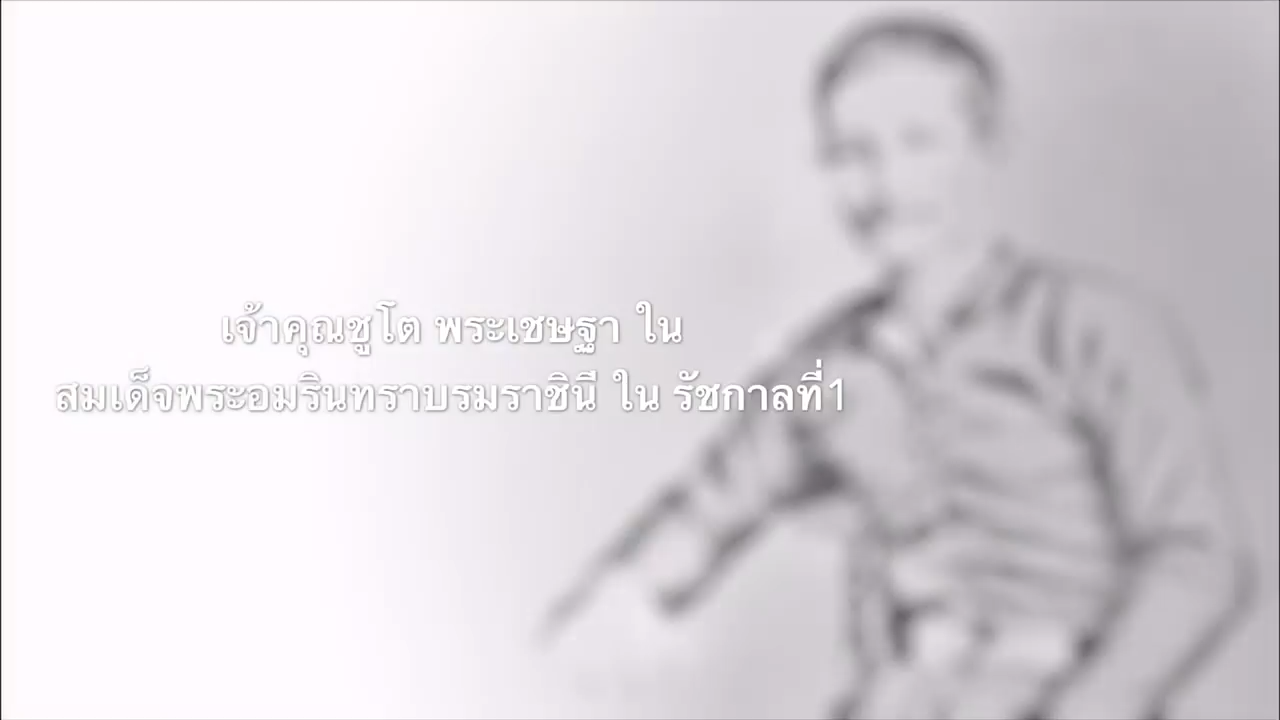 เจ้าคุณชูโต พระเชษฐา ใน
สมเด็จพระอมรินทราบรมราชินี ใน รัชกาลที่1